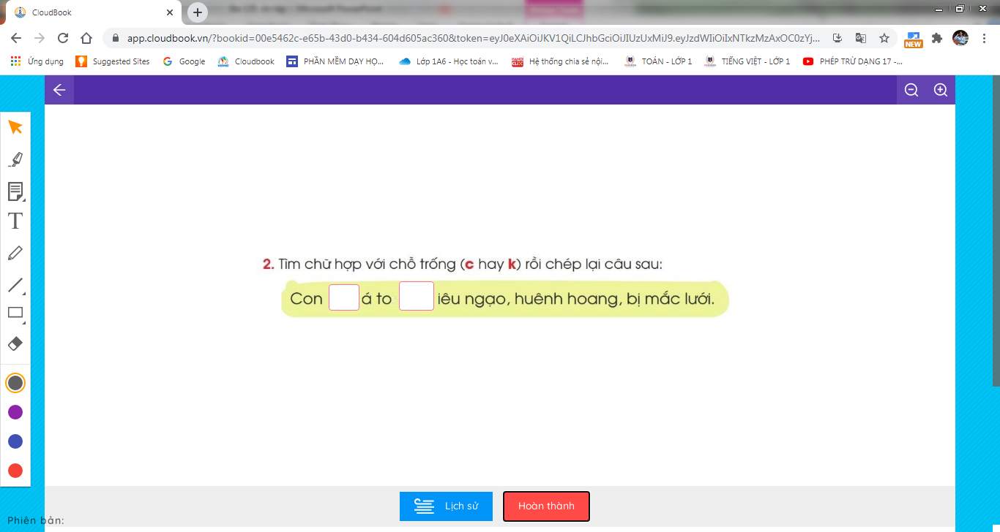 CloudBook
app.cloudbook.vn/?bookid=00e5462c-e65b-43d0-b434-604d605ac360&token=eyJ0eXAiOiJKV1QiLCJhbGciOiJIUzUxMiJ9.eyJzdWIiOiIxNTkzMzAxOC0zYj...
NEW
Ứng dụng Suggested Sites Google Cloudbook PHẦN MỀM DẠY HỌ... Lớp 1A6 - Học toán v... Hệ thống chia sẻ nội... TOÁN - LỚP 1 TIẾNG VIỆT - LỚP 1 PHÉP TRỪ DẠNG 17 -...
T
2. Tìm chữ hợp với chỗ trống (c hay k) rồi chép lại câu sau:
Con á to iêu ngạo, huênh hoang, bị mắc lưới.
Lịch sử Hoàn thành
Phiên bản: